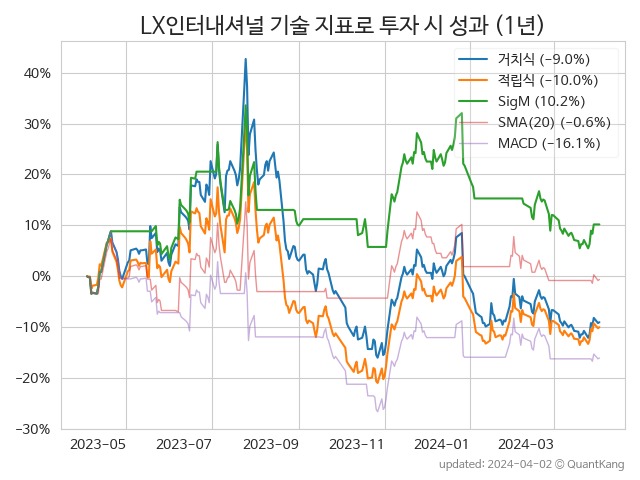 LX인터내셔널 기술 지표로 투자 시 성과 (1년)
거치식 (−9.0%)
적립식 (−10.0%)
SigM (10.2%)
SMA(20) (−0.6%)
MACD (−16.1%)
40%
30%
20%
10%
0%
−10%
−20%
−30%
2023-05 2023-07 2023-09 2023-11 2024-01 2024-03
updated: 2024-04-02 © QuantKang